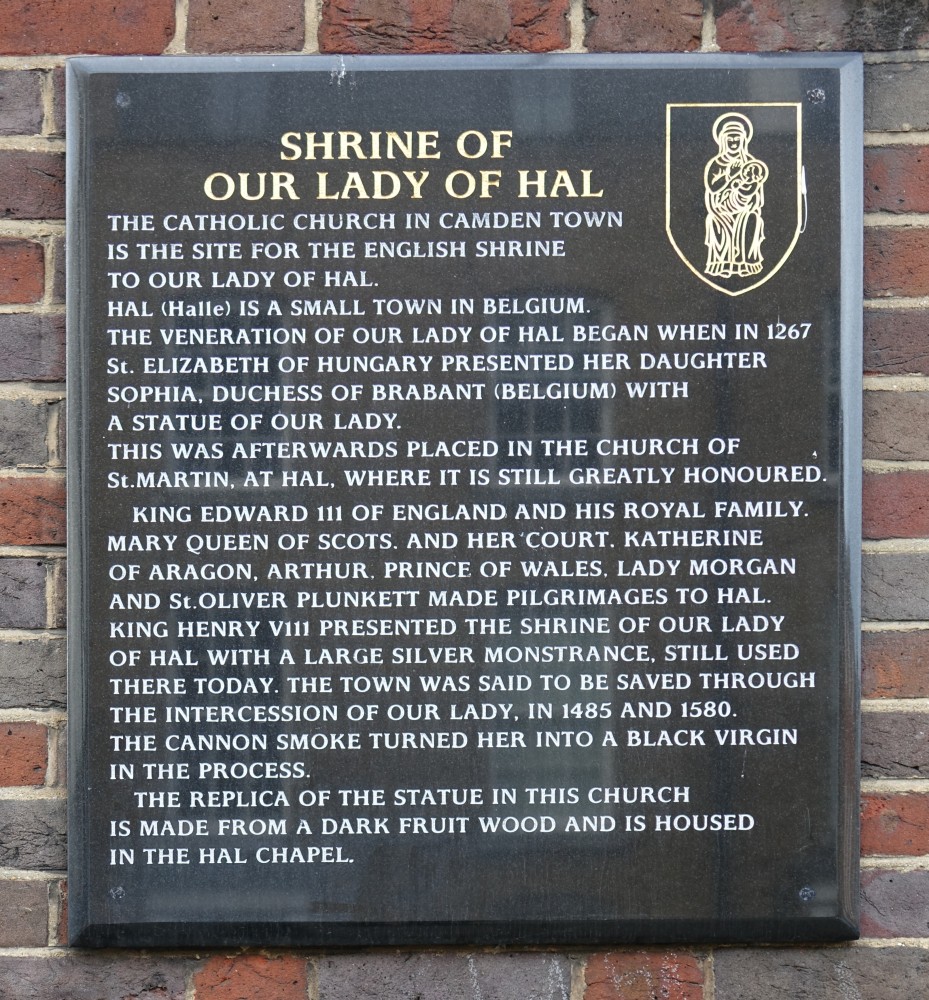 SHRINE OF
OUR LADY OF HAL
THE CATHOLIC CHURCH IN CAMDEN TOWN
IS THE SITE FOR THE ENGLISH SHRINE
TO OUR LADY OF HAL.
HAL (Halle) IS A SMALL TOWN IN BELGIUM.
THE VENERATION OF OUR LADY OF HAL BEGAN WHEN IN 1267
St. ELIZABETH OF HUNGARY PRESENTED HER DAUGHTER
SOPHIA, DUCHESS OF BRABANT (BELGIUM) WITH
A STATUE OF OUR LADY.
THIS WAS AFTERWARDS PLACED IN THE CHURCH OF
St.MARTIN, AT HAL, WHERE IT IS STILL GREATLY HONOURED.
KING EDWARD 111 OF ENGLAND AND HIS ROYAL FAMILY.
MARY QUEEN OF SCOTS. AND HER COURT. KATHERINE
OF ARAGON, ARTHUR. PRINCE OF WALES, LADY MORGAN
AND St.OLIVER PLUNKETT MADE PILGRIMAGES TO HAL.
KING HENRY V111 PRESENTED THE SHRINE OF OUR LADY
OF HAL WITH A LARGE SILVER MONSTRANCE, STILL USED
THERE TODAY. THE TOWN WAS SAID TO BE SAVED THROUGH
THE INTERCESSION OF OUR LADY, IN 1485 AND 1580.
THE CANNON SMOKE TURNED HER INTO A BLACK VIRGIN
IN THE PROCESS.
THE REPLICA OF THE STATUE IN THIS CHURCH
IS MADE FROM A DARK FRUIT WOOD AND IS HOUSED
IN THE HAL CHAPEL.